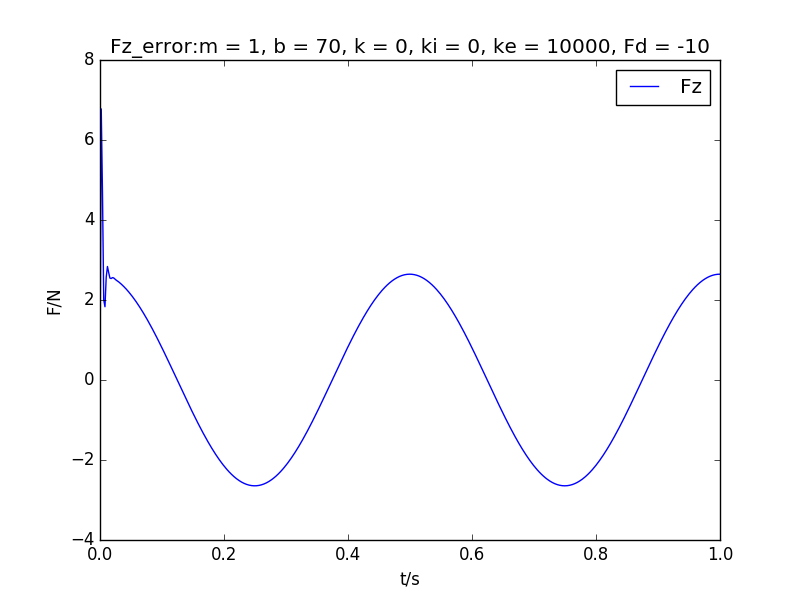 Fz_error:m = 1, b = 70, k = 0, ki = 0, ke = 10000, Fd = -10
8
6
4
2
0
−2
−4
F/N
Fz
0.0 0.2 0.4 0.6 0.8 1.0
t/s